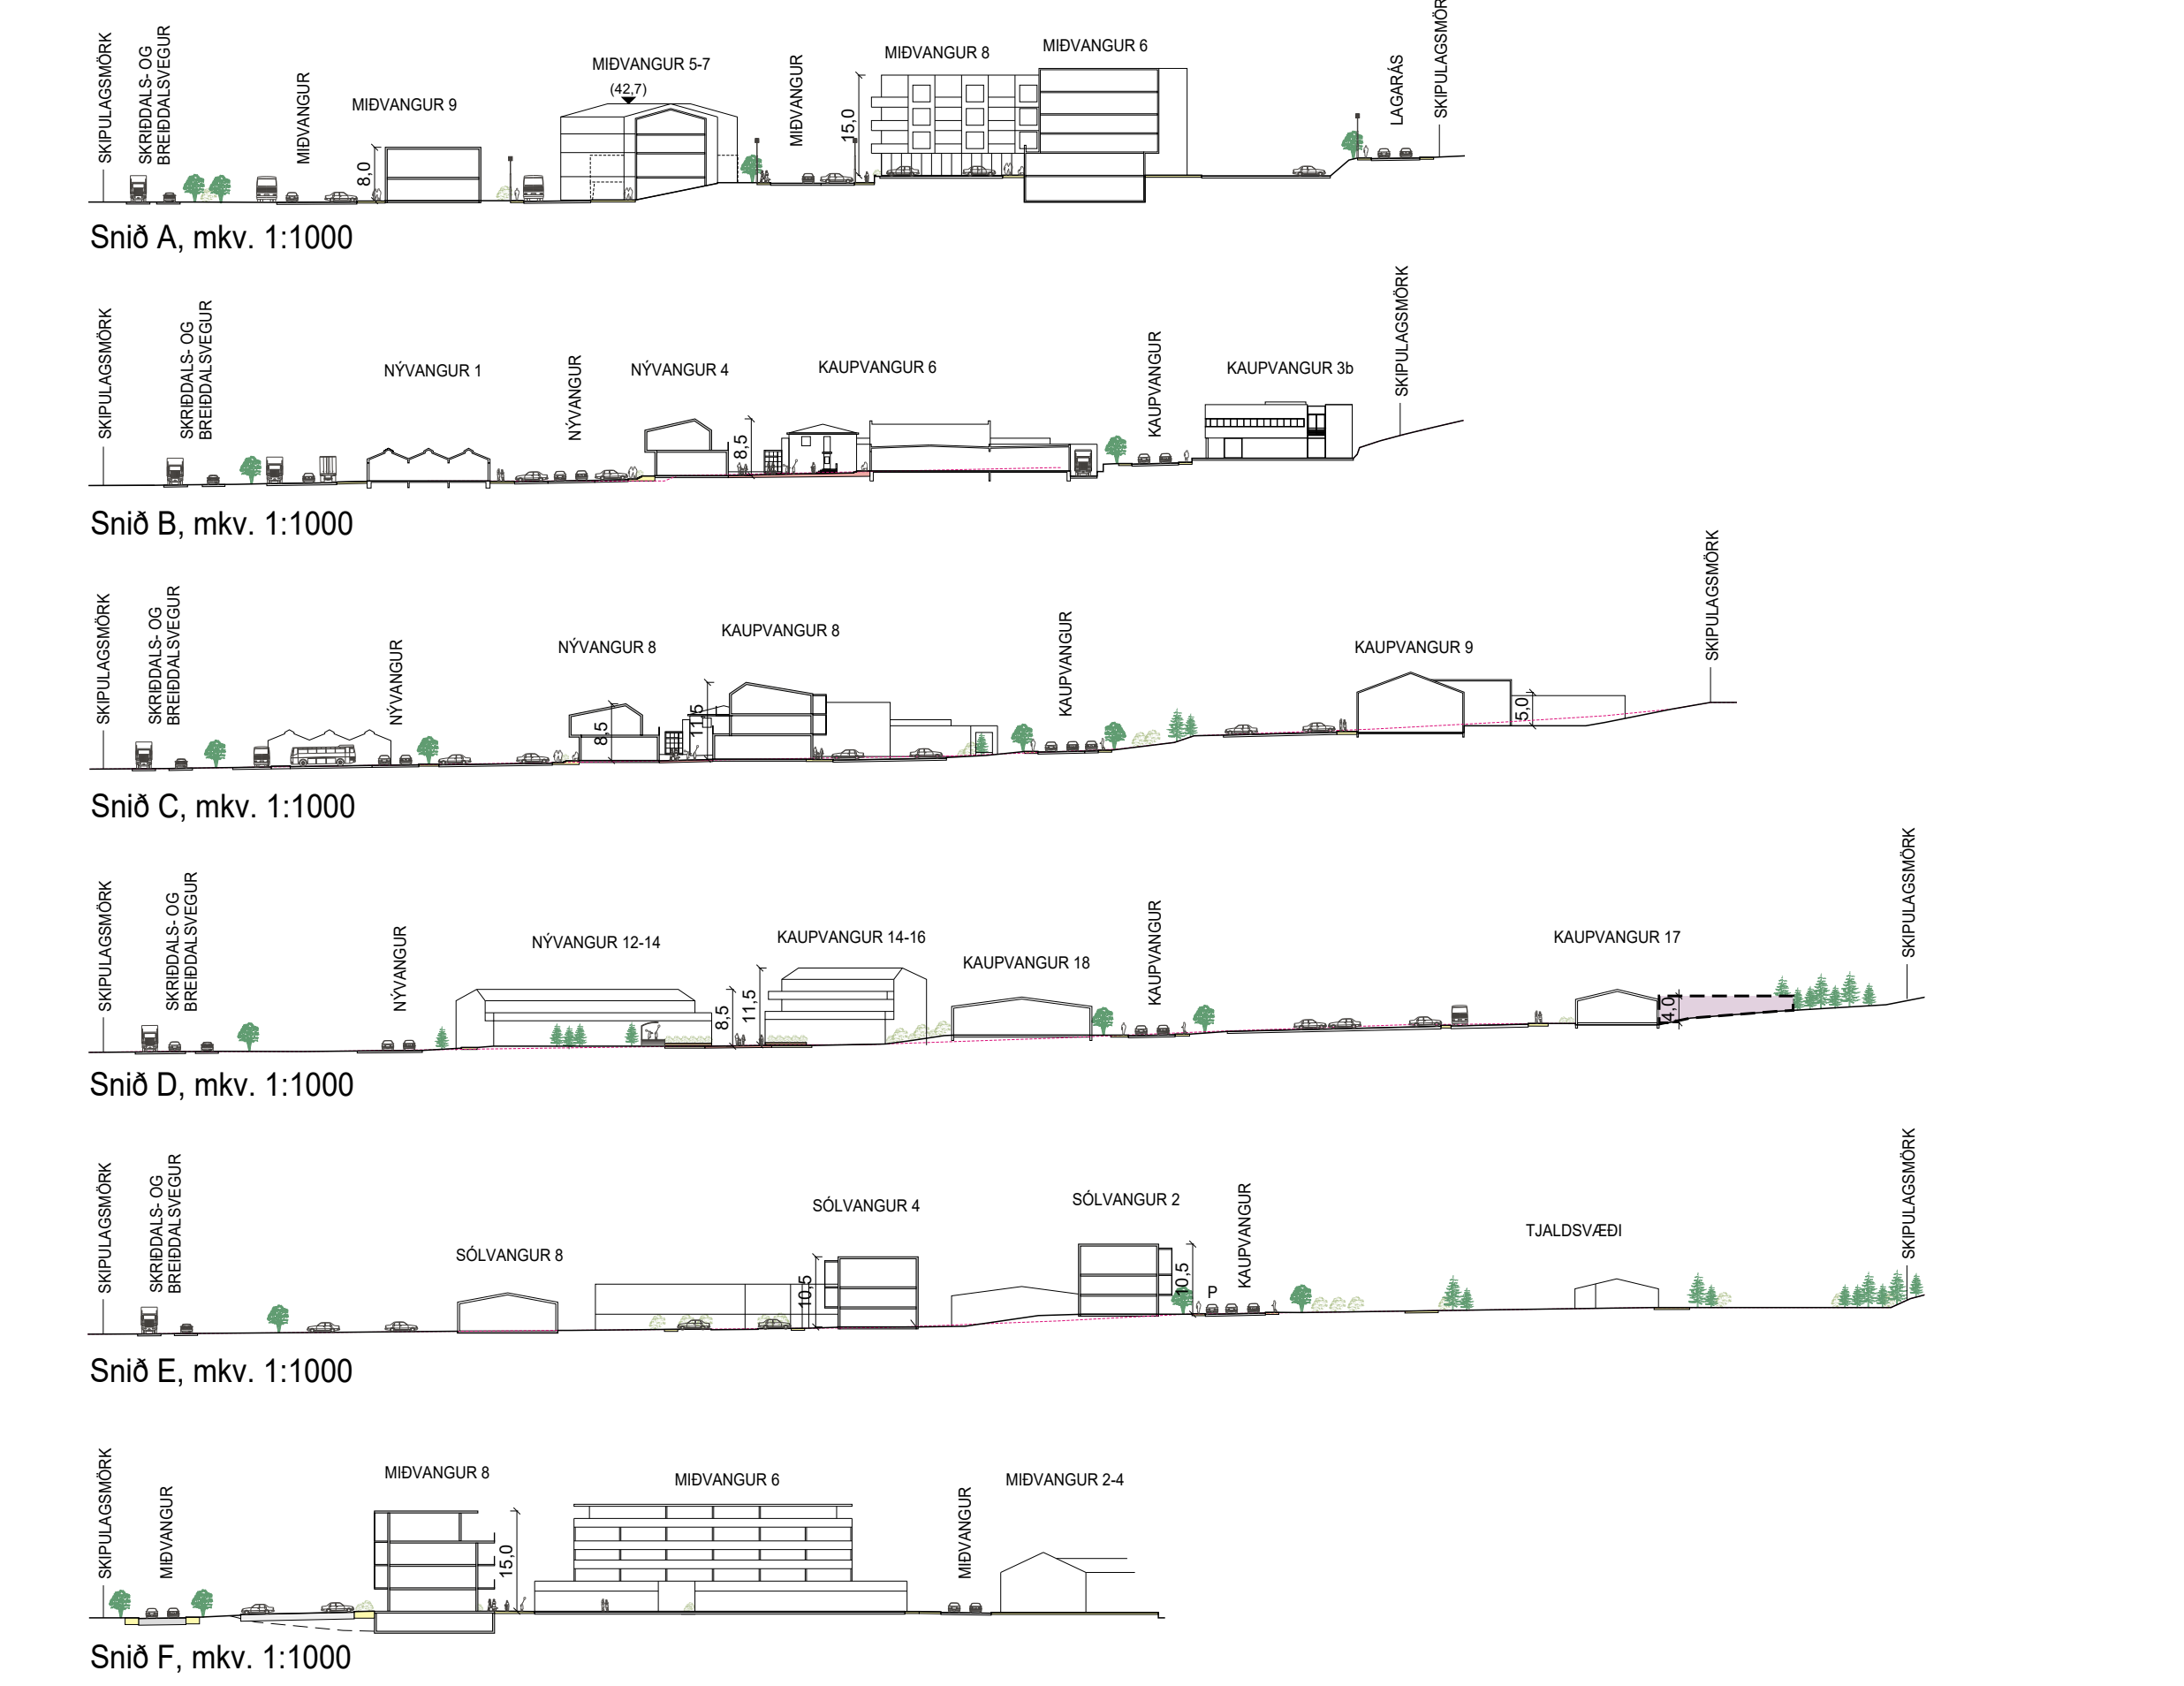 SKIPULAGSMÖRK
SKRIÐDALS- OG
BREIÐDALSVEGUR
MIÐVANGUR
MIÐVANGUR 9
8,0
MIÐVANGUR 5-7
(42,7)
MIÐVANGUR
15,0
MIÐVANGUR 8
MIÐVANGUR 6
LAGARÁS
SKIPULAGSMÖRK
Snið A, mkv. 1:1000
SKIPULAGSMÖRK
SKRIÐDALS- OG
BREIÐDALSVEGUR
NÝVANGUR 1
NÝVANGUR
NÝVANGUR 4
8,5
KAUPVANGUR 6
KAUPVANGUR
KAUPVANGUR 3b
SKIPULAGSMÖRK
Snið B, mkv. 1:1000
SKIPULAGSMÖRK
SKRIÐDALS- OG
BREIÐDALSVEGUR
NÝVANGUR
NÝVANGUR 8
8,5
KAUPVANGUR 8
11,5
KAUPVANGUR
KAUPVANGUR 9
5,0
SKIPULAGSMÖRK
Snið C, mkv. 1:1000
SKIPULAGSMÖRK
SKRIÐDALS- OG
BREIÐDALSVEGUR
NÝVANGUR
NÝVANGUR 12-14
8,5
11,5
KAUPVANGUR 14-16
KAUPVANGUR 18
KAUPVANGUR
KAUPVANGUR 17
4,0
SKIPULAGSMÖRK
Snið D, mkv. 1:1000
SKIPULAGSMÖRK
SKRIÐDALS- OG
BREIÐDALSVEGUR
SÓLVANGUR 8
10,5
SÓLVANGUR 4
SÓLVANGUR 2
10,5
P
KAUPVANGUR
TJALDSVÆÐI
SKIPULAGSMÖRK
Snið E, mkv. 1:1000
SKIPULAGSMÖRK
MIÐVANGUR
MIÐVANGUR 8
15,0
MIÐVANGUR 6
MIÐVANGUR
MIÐVANGUR 2-4
Snið F, mkv. 1:1000